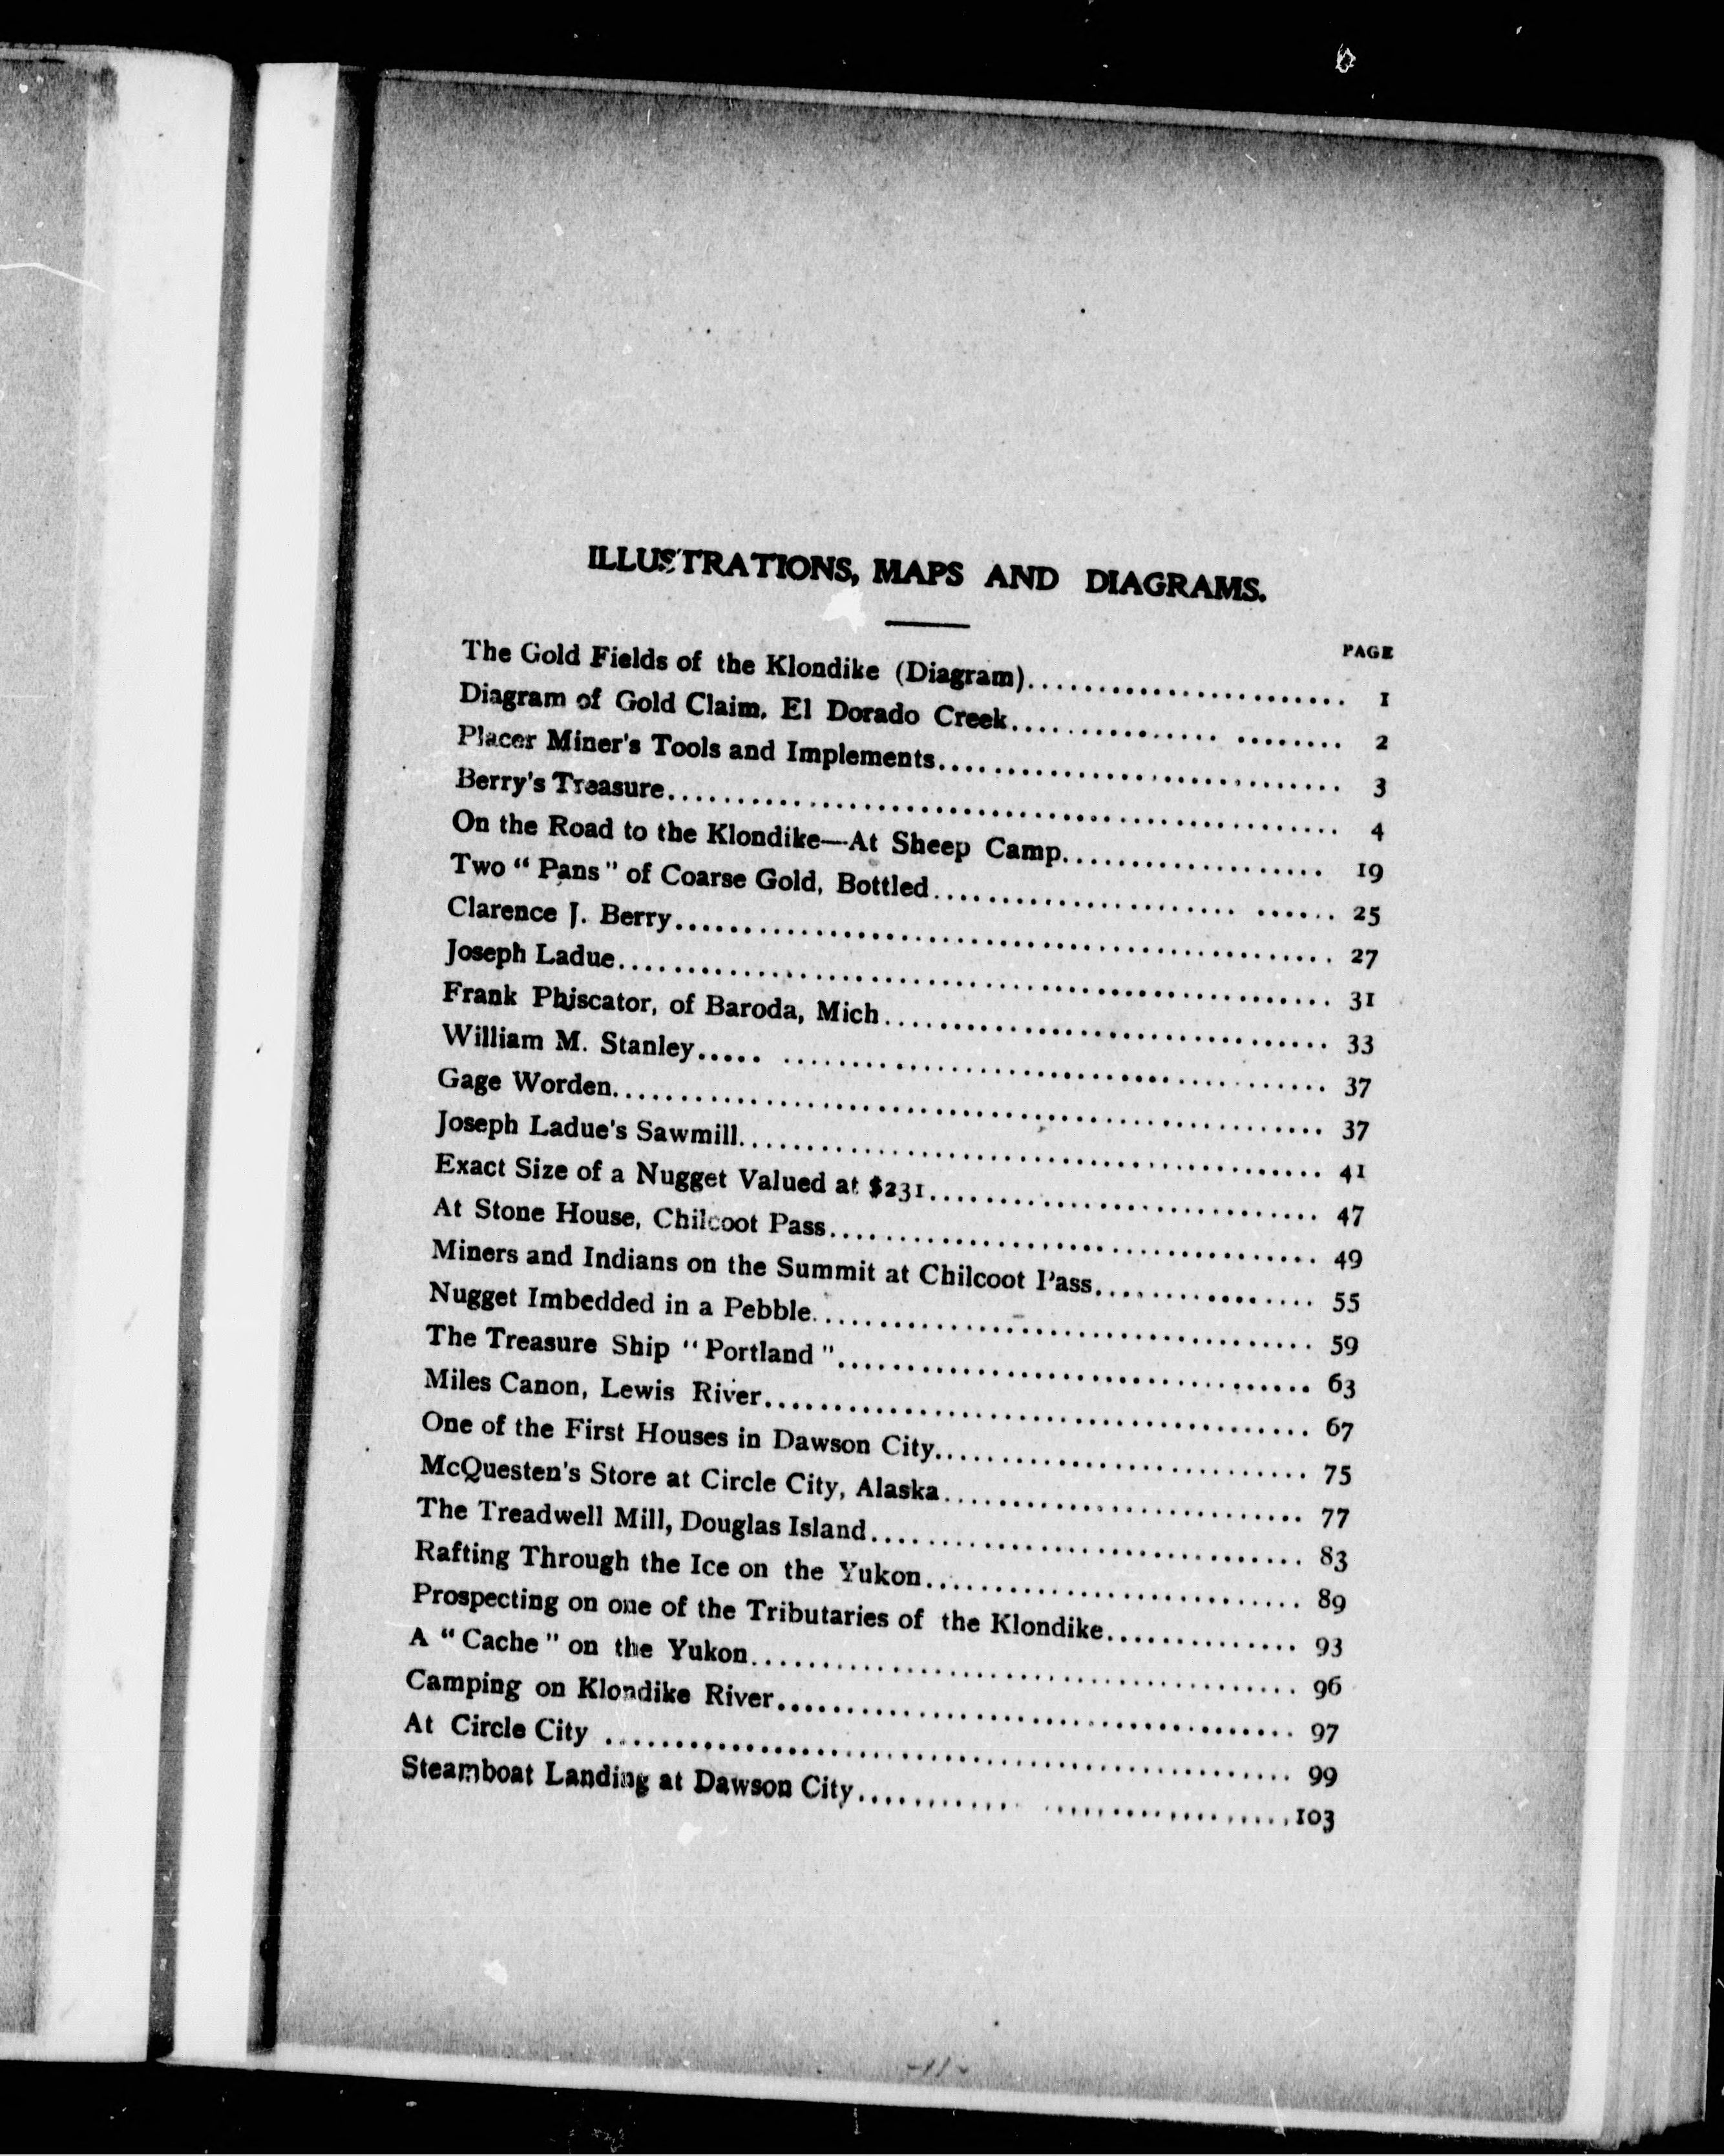 ILLUSTRATIONS, MAPS AND DIAGRAMS.
PAGE
The Gold Fields of the Klondike (Diagram)........................ 1
Diagram of Gold Claim, El Dorado Creek............... ........ 2
Placer Miner's Tools and Implements............................. 3
Berry's Treasure................................................ 4
On the Road to the Klondike—At Sheep Camp................... 19
Two "Pans" of Coarse Gold, Bottled...................... ...... 25
Clarence J. Berry............................................... 27
Joseph Ladue.................................................... 31
Frank Phiscator, of Baroda, Mich................................ 33
William M. Stanley..... ........................................ 37
Gage Worden..................................................... 37
Joseph Ladue's Sawmill.......................................... 41
Exact Size of a Nugget Valued at $231............................ 47
At Stone House, Chilcoot Pass................................... 49
Miners and Indians on the Summit at Chilcoot Pass................ 55
Nugget Imbedded in a Pebble.................................... 59
The Treasure Ship "Portland".................................. 63
Miles Canon, Lewis River....................................... 67
One of the First Houses in Dawson City........................... 75
McQuesten's Store at Circle City, Alaska.......................... 77
The Treadwell Mill, Douglas Island............................... 83
Rafting Through the Ice on the Yukon........................... 89
Prospecting on one of the Tributaries of the Klondike.............. 93
A "Cache" on the Yukon....................................... 96
Camping on Klondike River..................................... 97
At Circle City ................................................. 99
Steamboat Landing at Dawson City............ ..................103